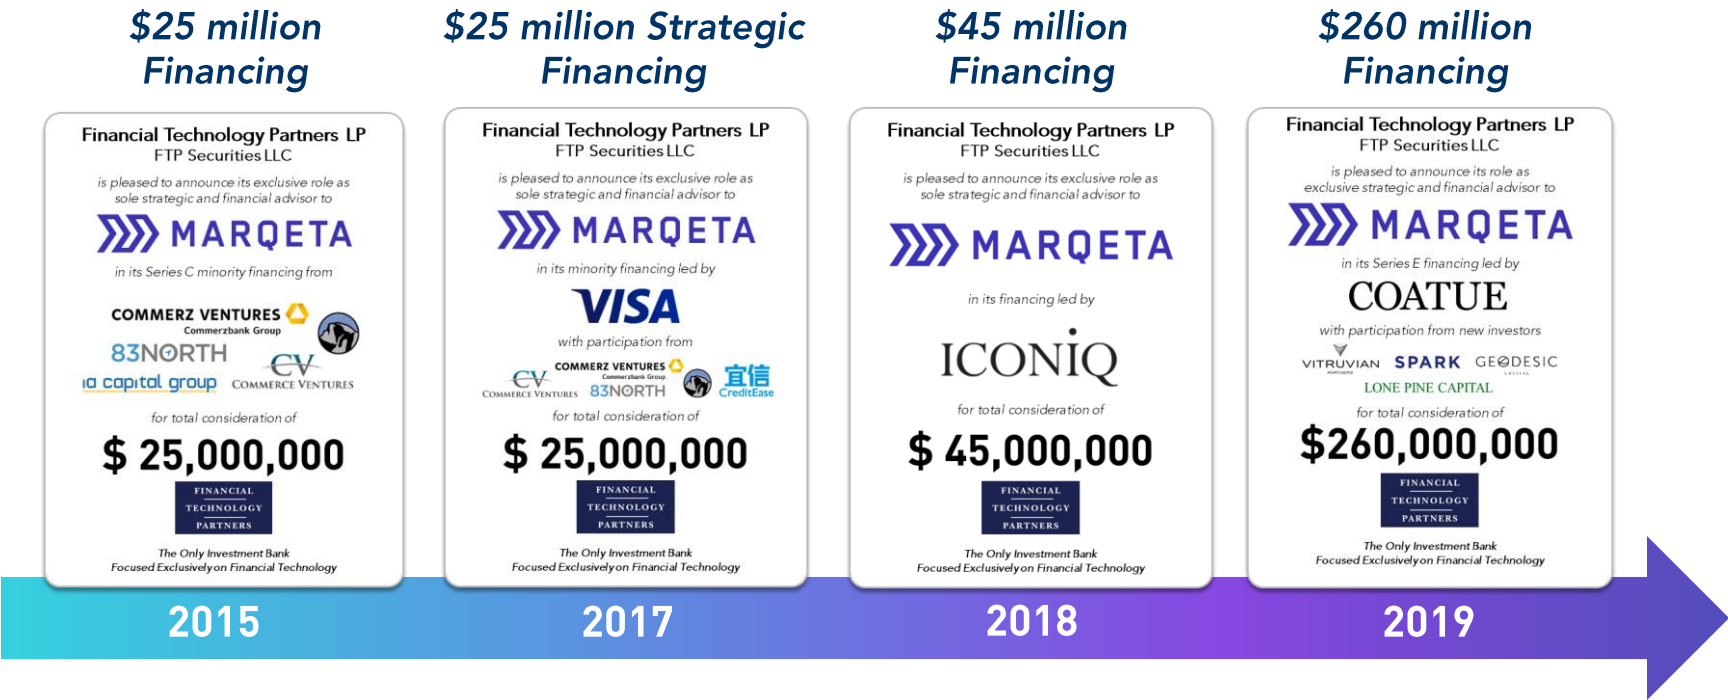 $25 million
Financing
Financial Technology Partners LP
FTP Securities LLC
is pleased to announce its exclusive role as
sole strategic and financial advisor to
MARQETA
in its Series C minority financing from
COMMERZ VENTURES
Commerzbank Group
83NORTH
CV
ia capital group
COMMERCE VENTURES
for total consideration of
$ 25,000,000
FINANCIAL
TECHNOLOGY
PARTNERS
The Only Investment Bank
Focused Exclusively on Financial Technology
2015
$25 million Strategic
Financing
Financial Technology Partners LP
FTP Securities LLC
is pleased to announce its exclusive role as
sole strategic and financial advisor to
MARQETA
in its minority financing led by
VISA
with participation from
COMMERZ VENTURES
Commerzbank Group
CV
COMMERCE VENTURES
83NORTH
宜信
CreditEase
for total consideration of
$ 25,000,000
FINANCIAL
TECHNOLOGY
PARTNERS
The Only Investment Bank
Focused Exclusively on Financial Technology
2017
$45 million
Financing
Financial Technology Partners LP
FTP Securities LLC
is pleased to announce its exclusive role as
sole strategic and financial advisor to
MARQETA
in its financing led by
ICONIQ
for total consideration of
$ 45,000,000
FINANCIAL
TECHNOLOGY
PARTNERS
The Only Investment Bank
Focused Exclusively on Financial Technology
2018
$260 million
Financing
Financial Technology Partners LP
FTP Securities LLC
is pleased to announce its role as
exclusive strategic and financial advisor to
MARQETA
in its Series E financing led by
COATUE
with participation from new investors
VITRUVIAN
PARTNERS
SPARK
GEODESIC
CAPITAL
LONE PINE CAPITAL
for total consideration of
$260,000,000
FINANCIAL
TECHNOLOGY
PARTNERS
The Only Investment Bank
Focused Exclusively on Financial Technology
2019